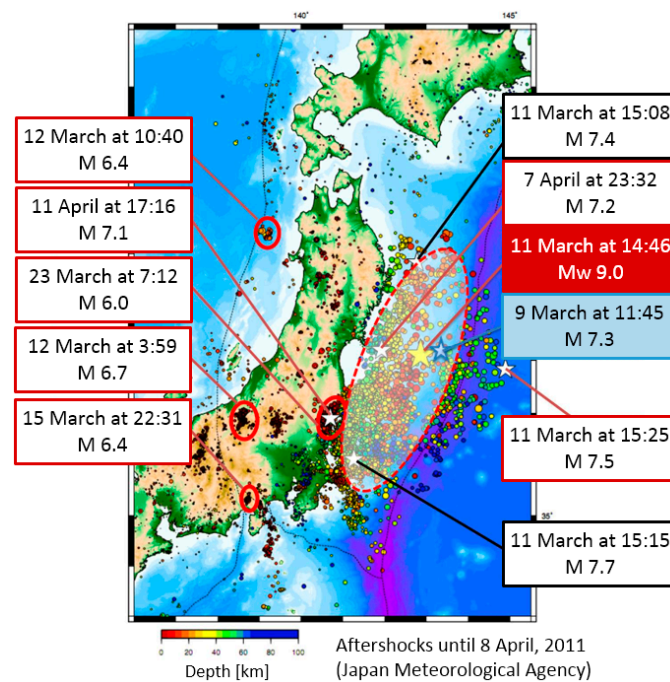 140°
145°
12 March at 10:40
M 6.4
11 April at 17:16
M 7.1
23 March at 7:12
M 6.0
12 March at 3:59
M 6.7
15 March at 22:31
M 6.4
11 March at 15:08
M 7.4
7 April at 23:32
M 7.2
11 March at 14:46
Mw 9.0
9 March at 11:45
M 7.3
11 March at 15:25
M 7.5
35°
11 March at 15:15
M 7.7
0 20 40 60 80 100
Depth [km]
Aftershocks until 8 April, 2011
(Japan Meteorological Agency)